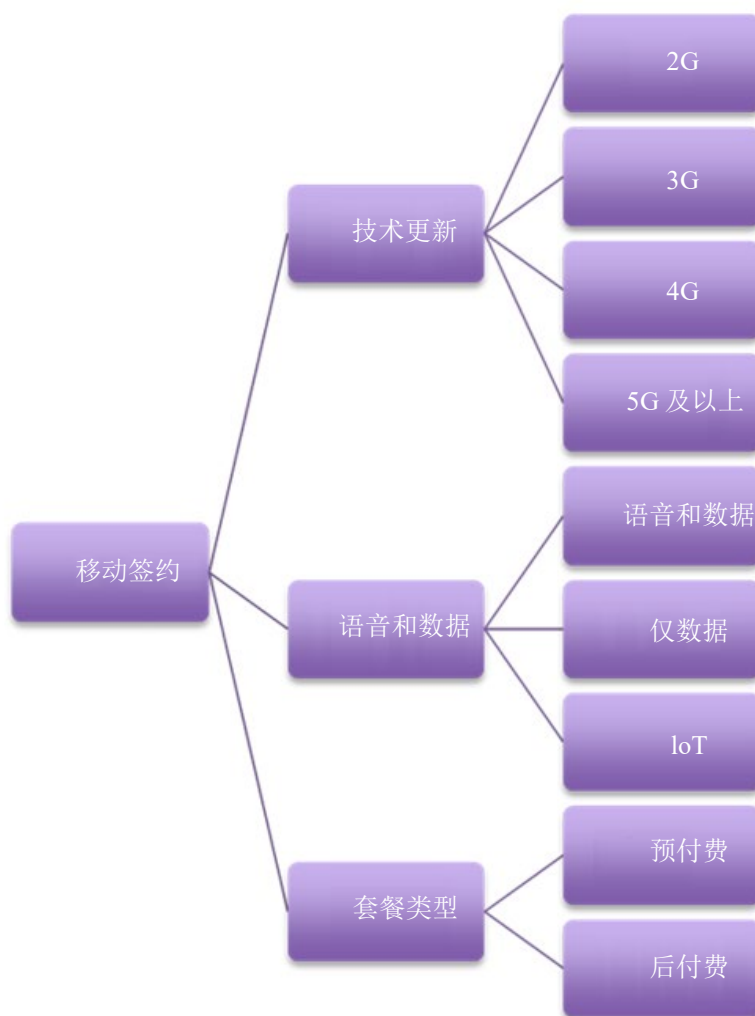 移动签约
技术更新
2G
3G
4G
5G 及以上
语音和数据
语音和数据
仅数据
loT
套餐类型
预付费
后付费